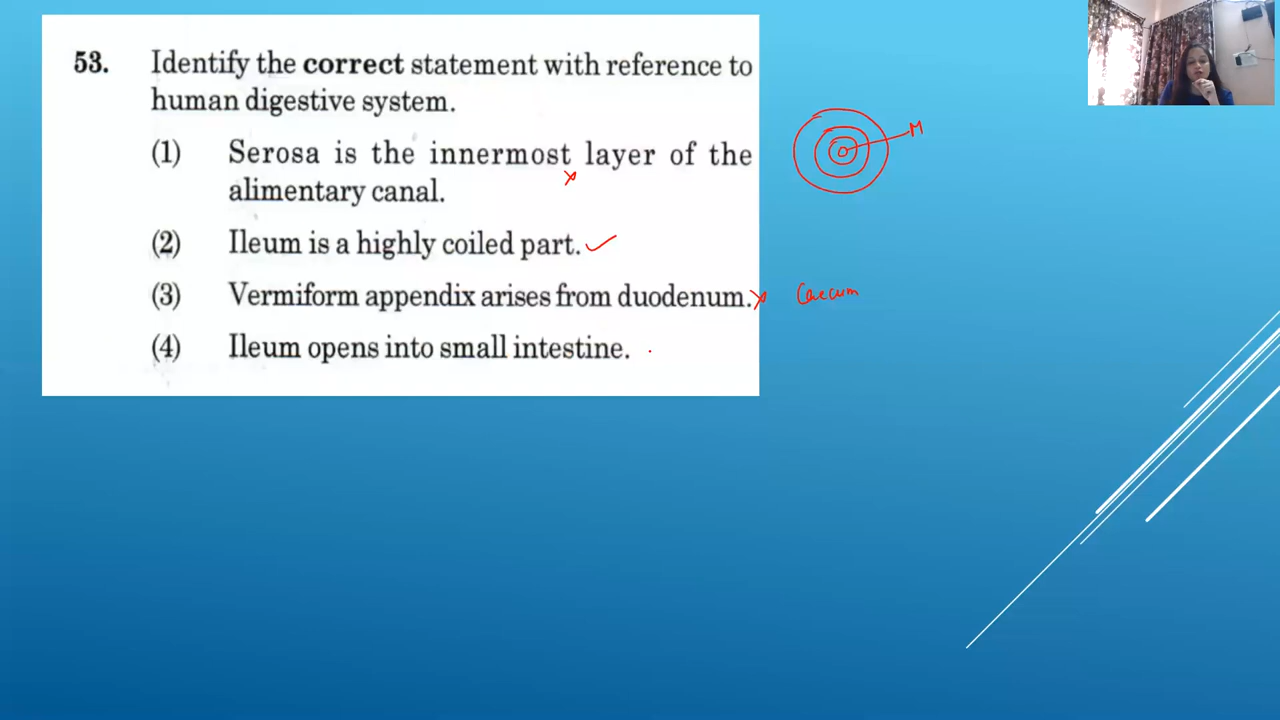 53. Identify the correct statement with reference to
human digestive system.
(1) Serosa is the innermost layer of the
alimentary canal.
M
(2) Ileum is a highly coiled part.
(3) Vermiform appendix arises from duodenum. Caecum
(4) Ileum opens into small intestine.